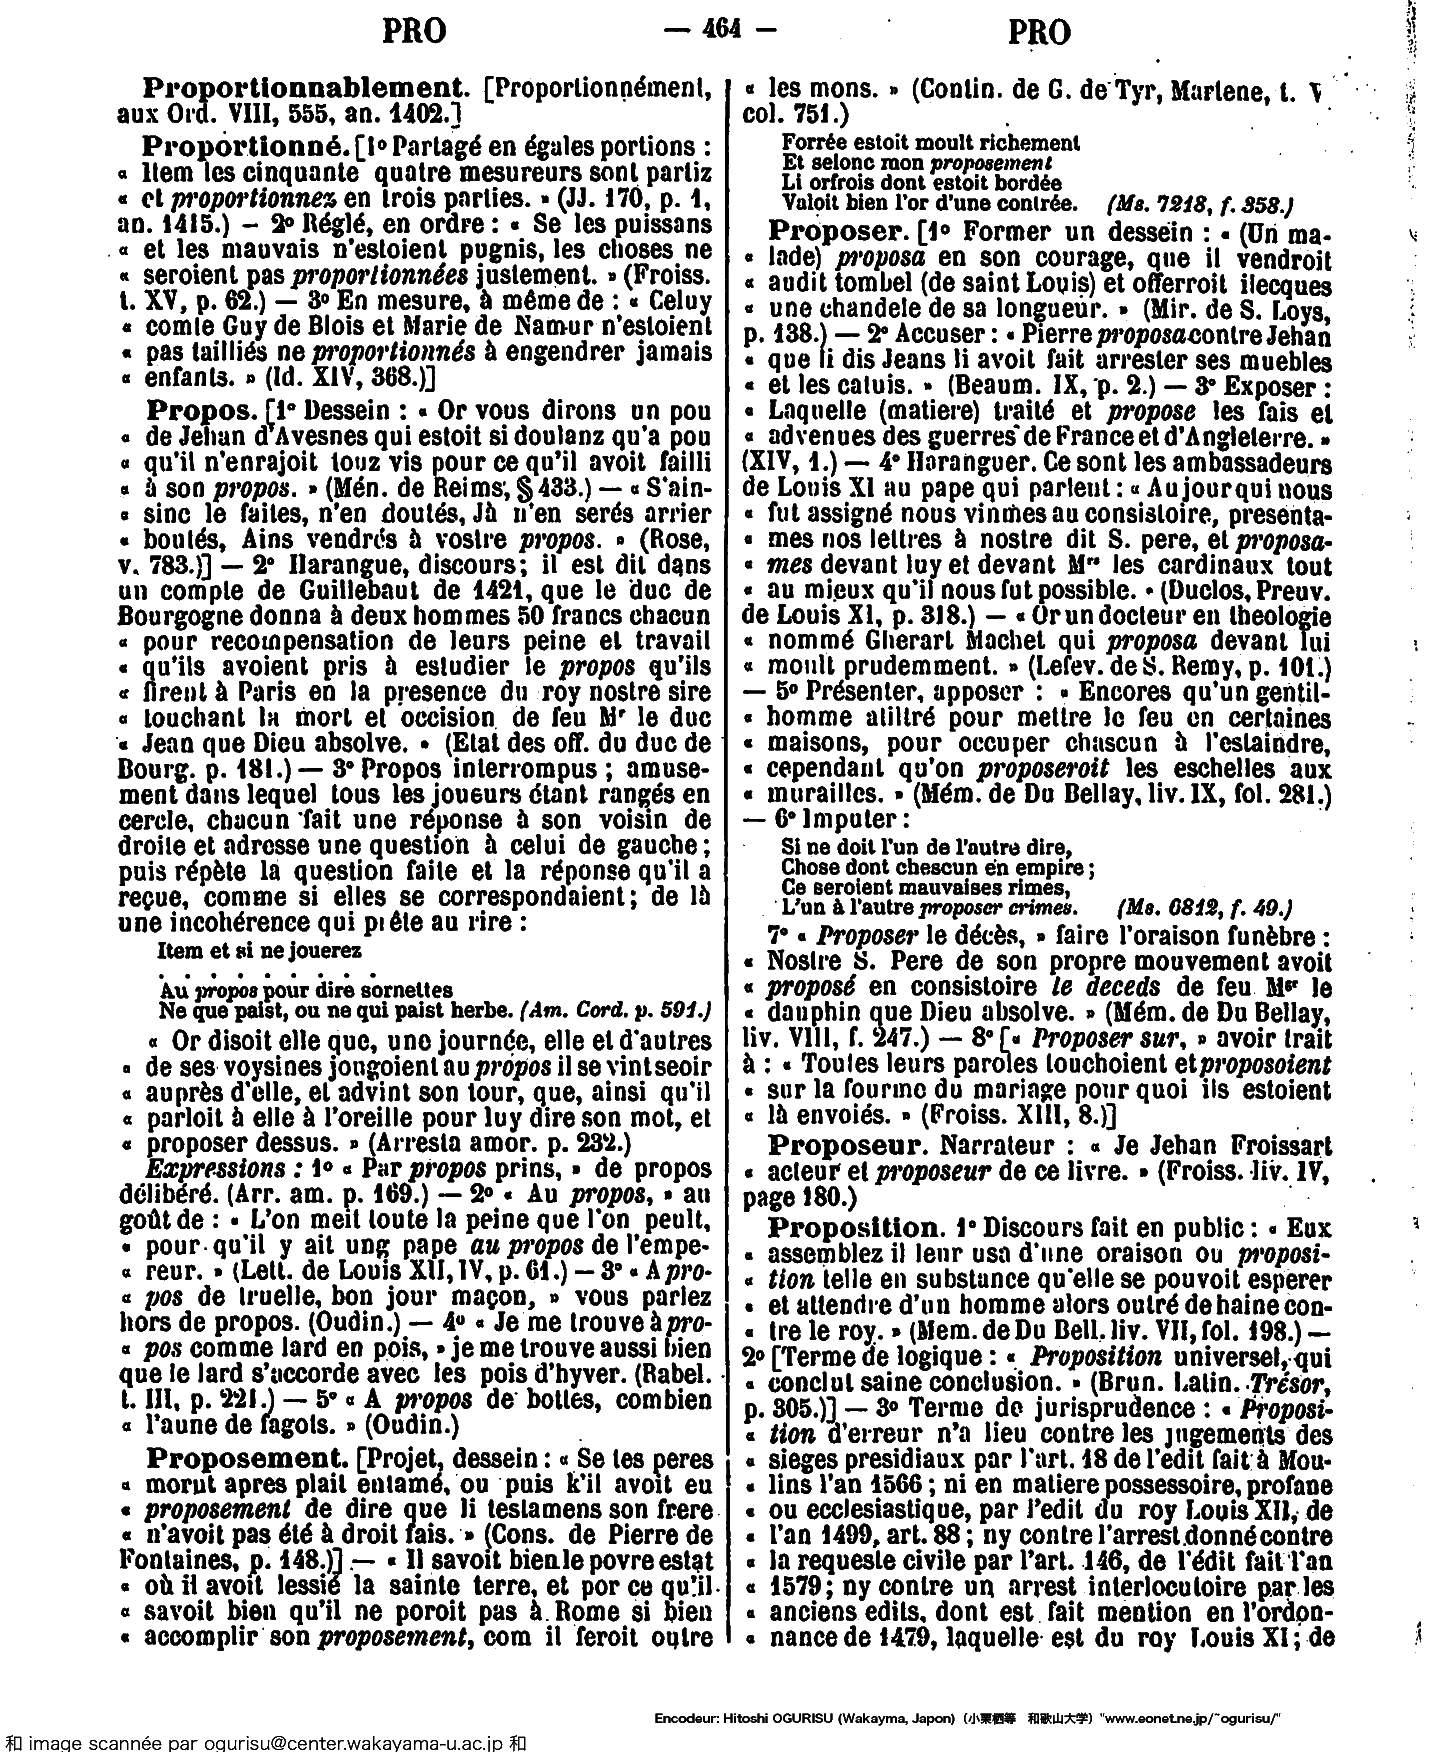 PRO — 464 — PRO
Proportionnablement. [Proportionnément,
aux Ord. VIII, 555, an. 1402.]
Proportionné. [1o Partagé en égales portions :
« Item les cinquante quatre mesureurs sont partiz
« et proportionnez en trois parties. » (JJ. 170, p. 1,
an. 1415.) — 2o Réglé, en ordre : « Se les puissans
« et les mauvais n'estoient pugnis, les choses ne
« seroient pas proportionnées justement. » (Froiss.
t. XV, p. 62.) — 3o En mesure, à même de : « Celuy
« comte Guy de Blois et Marie de Namur n'estoient
« pas tailliés ne proportionnés à engendrer jamais
« enfants. » (Id. XIV, 368.)]
Propos. [1o Dessein : « Or vous dirons un pou
« de Jehan d'Avesnes qui estoit si doulanz qu'a pou
« qu'il n'enrajoit touz vis pour ce qu'il avoit failli
« à son propos. » (Mén. de Reims, § 433.) — « S'ain-
« sinc le faites, n'en doutés, Jà n'en serés arrier
« boutés, Ains vendrés à vostre propos. » (Rose,
v. 783.)] — 2o Harangue, discours; il est dit dans
un compte de Guillebaut de 1421, que le duc de
Bourgogne donna à deux hommes 50 francs chacun
« pour recompensation de leurs peine et travail
« qu'ils avoient pris à estudier le propos qu'ils
« firent à Paris en la presence du roy nostre sire
« touchant la mort et occision de feu Mr le duc
« Jean que Dieu absolve. » (Etat des off. du duc de
Bourg. p. 181.) — 3o Propos interrompus; amuse-
ment dans lequel tous les joueurs étant rangés en
cercle, chacun fait une réponse à son voisin de
droite et adresse une question à celui de gauche;
puis répète la question faite et la réponse qu'il a
reçue, comme si elles se correspondaient; de là
une incohérence qui prête au rire :
Item et si ne jouerez
. . . . . . . . . .
Au propos pour dire sornettes
Ne que paist, ou ne qui paist herbe. (Am. Cord. p. 591.)
« Or disoit elle que, une journée, elle et d'autres
« de ses voysines jougoient au propos il se vint seoir
« auprès d'elle, et advint son tour, que, ainsi qu'il
« parloit à elle à l'oreille pour luy dire son mot, et
« proposer dessus. » (Arresta amor. p. 232.)
Expressions : 1o « Par propos prins, » de propos
délibéré. (Arr. am. p. 169.) — 2o « Au propos, » au
goût de : « L'on meit toute la peine que l'on peult,
« pour qu'il y ait ung pape au propos de l'empe-
« reur. » (Lett. de Louis XII, IV, p. 61.) — 3o « A pro-
« pos de truelle, bon jour maçon, » vous parlez
hors de propos. (Oudin.) — 4o « Je me trouve à pro-
« pos comme lard en pois, » je me trouve aussi bien
que le lard s'accorde avec les pois d'hyver. (Rabel.
t. III, p. 221.) — 5o « A propos de bottes, combien
« l'aune de fagots. » (Oudin.)
Proposement. [Projet, dessein : « Se les peres
« morut apres plait entamé, ou puis k'il avoit eu
« proposement de dire que li testamens son frere
« n'avoit pas été à droit fais. » (Cons. de Pierre de
Fontaines, p. 148.)] — « Il savoit bien le povre estat
« où il avoit lessié la sainte terre, et por ce qu'il
« savoit bien qu'il ne poroit pas à Rome si bien
« accomplir son proposement, com il feroit outre
« les mons. » (Contin. de G. de Tyr, Martene, t. V
col. 751.)
Forrée estoit moult richement
Et selonc mon proposement
Li orfrois dont estoit bordée
Valoit bien l'or d'une contrée. (Ms. 7218, f. 358.)
Proposer. [1o Former un dessein : « (Un ma-
« lade) proposa en son courage, que il vendroit
« audit tombel (de saint Louis) et offerroit ilecques
« une chandele de sa longueur. » (Mir. de S. Loys,
p. 138.) — 2o Accuser : « Pierre proposa contre Jehan
« que li dis Jeans li avoit fait arrester ses muebles
« et les catuis. » (Beaum. IX, p. 2.) — 3o Exposer :
« Laquelle (matiere) traité et propose les fais et
« advenues des guerres de France et d'Angleterre. »
(XIV, 1.) — 4o Haranguer. Ce sont les ambassadeurs
de Louis XI au pape qui parlent : « Au jour qui nous
« fut assigné nous vinmes au consistoire, presenta-
« mes nos lettres à nostre dit S. pere, et proposa-
« mes devant luy et devant Mrs les cardinaux tout
« au mieux qu'il nous fut possible. » (Duclos, Preuv.
de Louis XI, p. 318.) — « Or un docteur en theologie
« nommé Gherart Machet qui proposa devant lui
« moult prudemment. » (Lefev. de S. Remy, p. 101.)
— 5o Présenter, apposer : « Encores qu'un gentil-
« homme atiltré pour mettre le feu en certaines
« maisons, pour occuper chascun à l'estaindre,
« cependant qu'on proposeroit les eschelles aux
« murailles. » (Mém. de Du Bellay, liv. IX, fol. 281.)
— 6o Imputer :
Si ne doit l'un de l'autre dire,
Chose dont chescun en empire;
Ce seroient mauvaises rimes,
L'un à l'autre proposer crimes. (Ms. 6812, f. 49.)
7o « Proposer le décès, » faire l'oraison funèbre :
« Nostre S. Pere de son propre mouvement avoit
« proposé en consistoire le deceds de feu Mgr le
« dauphin que Dieu absolve. » (Mém. de Du Bellay,
liv. VIII, f. 247.) — 8o [« Proposer sur, » avoir trait
à : « Toutes leurs paroles touchoient et proposoient
« sur la fourme du mariage pour quoi ils estoient
« là envoiés. » (Froiss. XIII, 8.)]
Proposeur. Narrateur : « Je Jehan Froissart
« acteur et proposeur de ce livre. » (Froiss. liv. IV,
page 180.)
Proposition. 1o Discours fait en public : « Eux
« assemblez il leur usa d'une oraison ou proposi-
« tion telle en substance qu'elle se pouvoit esperer
« et attendre d'un homme alors outré de haine con-
« tre le roy. » (Mem. de Du Bell. liv. VII, fol. 198.) —
2o [Terme de logique : « Proposition universel, qui
« conclut saine conclusion. » (Brun. Latin. Trésor,
p. 305.)] — 3o Terme de jurisprudence : « Proposi-
« tion d'erreur n'a lieu contre les jugements des
« sieges presidiaux par l'art. 18 de l'edit fait à Mou-
« lins l'an 1566; ni en matiere possessoire, profane
« ou ecclesiastique, par l'edit du roy Louis XII, de
« l'an 1499, art. 88; ny contre l'arrest donné contre
« la requeste civile par l'art. 146, de l'édit fait l'an
« 1579; ny contre un arrest interlocutoire par les
« anciens edits, dont est fait mention en l'ordon-
« nance de 1479, laquelle est du roy Louis XI; de
Encodeur: Hitoshi OGURISU (Wakayma, Japon) (小栗栖等 和歌山大学) "www.eonet.ne.jp/~ogurisu/"
和 image scannée par ogurisu@center.wakayama-u.ac.jp 和